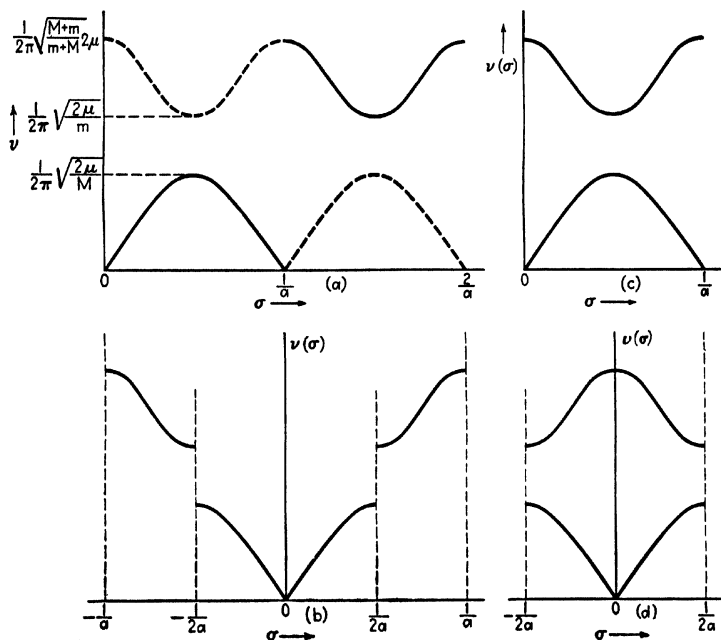 1/2π √(M+m/m+M) 2μ
1/2π √(2μ/m)
ν →
1/2π √(2μ/M)
0 1/a (a) 2/a
σ →
ν(σ) →
0 (c) 1/a
σ →
ν(σ)
-1/a -1/2a 0 (b) 1/2a 1/a
σ →
ν(σ)
-1/2a 0 (d) 1/2a
σ →